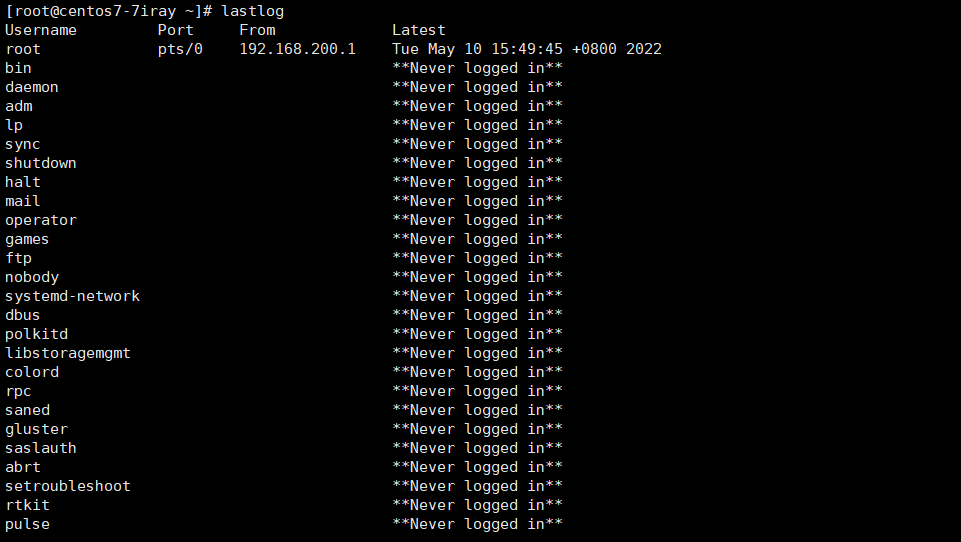 [root@centos7-7iray ~]# lastlog
Username         Port     From             Latest
root             pts/0    192.168.200.1    Tue May 10 15:49:45 +0800 2022
bin                                        **Never logged in**
daemon                                     **Never logged in**
adm                                        **Never logged in**
lp                                         **Never logged in**
sync                                       **Never logged in**
shutdown                                   **Never logged in**
halt                                       **Never logged in**
mail                                       **Never logged in**
operator                                   **Never logged in**
games                                      **Never logged in**
ftp                                        **Never logged in**
nobody                                     **Never logged in**
systemd-network                            **Never logged in**
dbus                                       **Never logged in**
polkitd                                    **Never logged in**
libstoragemgmt                             **Never logged in**
colord                                     **Never logged in**
rpc                                        **Never logged in**
saned                                      **Never logged in**
gluster                                    **Never logged in**
saslauth                                   **Never logged in**
abrt                                       **Never logged in**
setroubleshoot                             **Never logged in**
rtkit                                      **Never logged in**
pulse                                      **Never logged in**